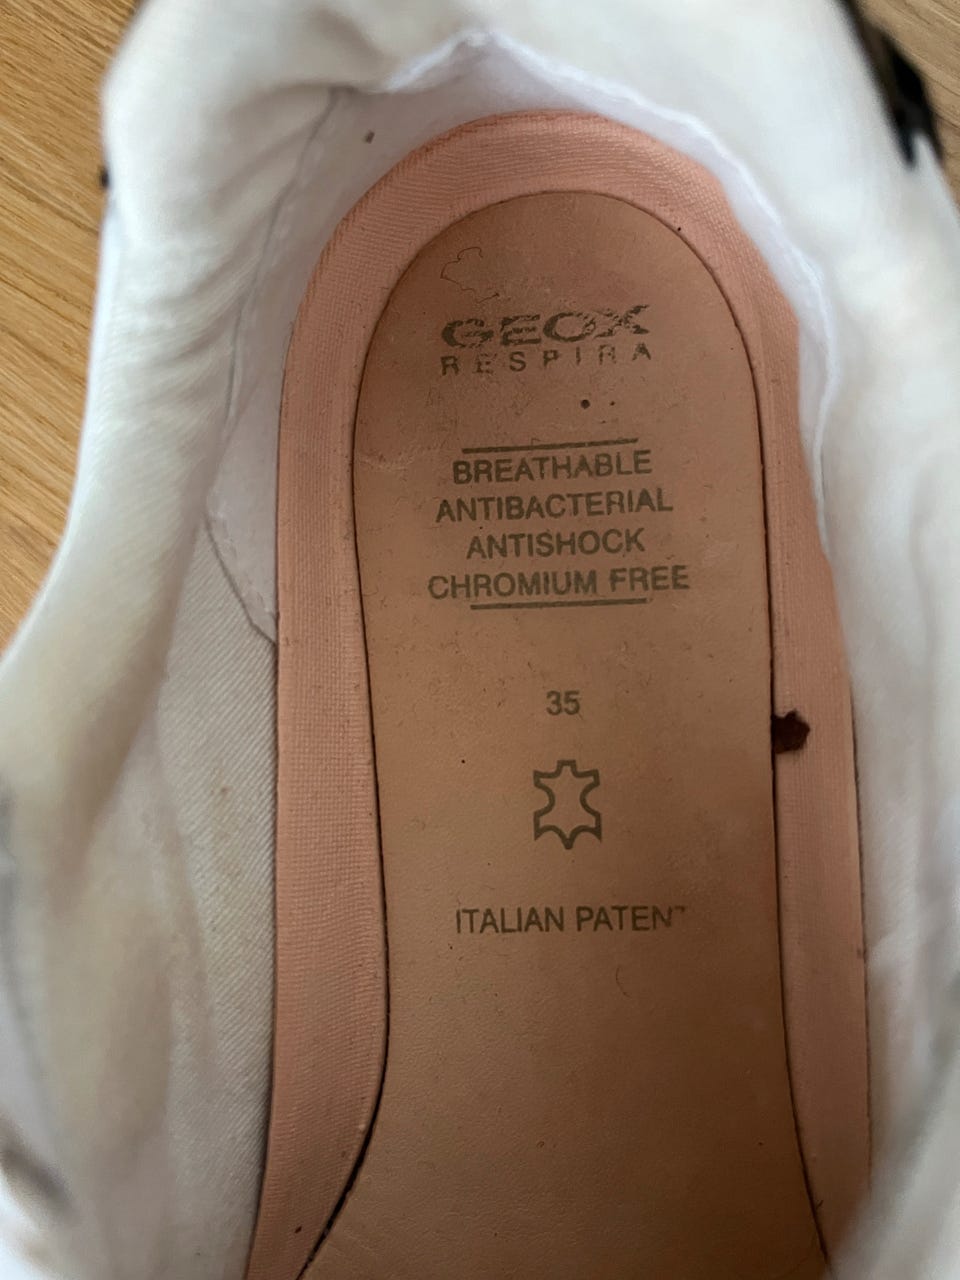 GEOX
RESPIRA
BREATHABLE
ANTIBACTERIAL
ANTISHOCK
CHROMIUM FREE
35
ITALIAN PATENT